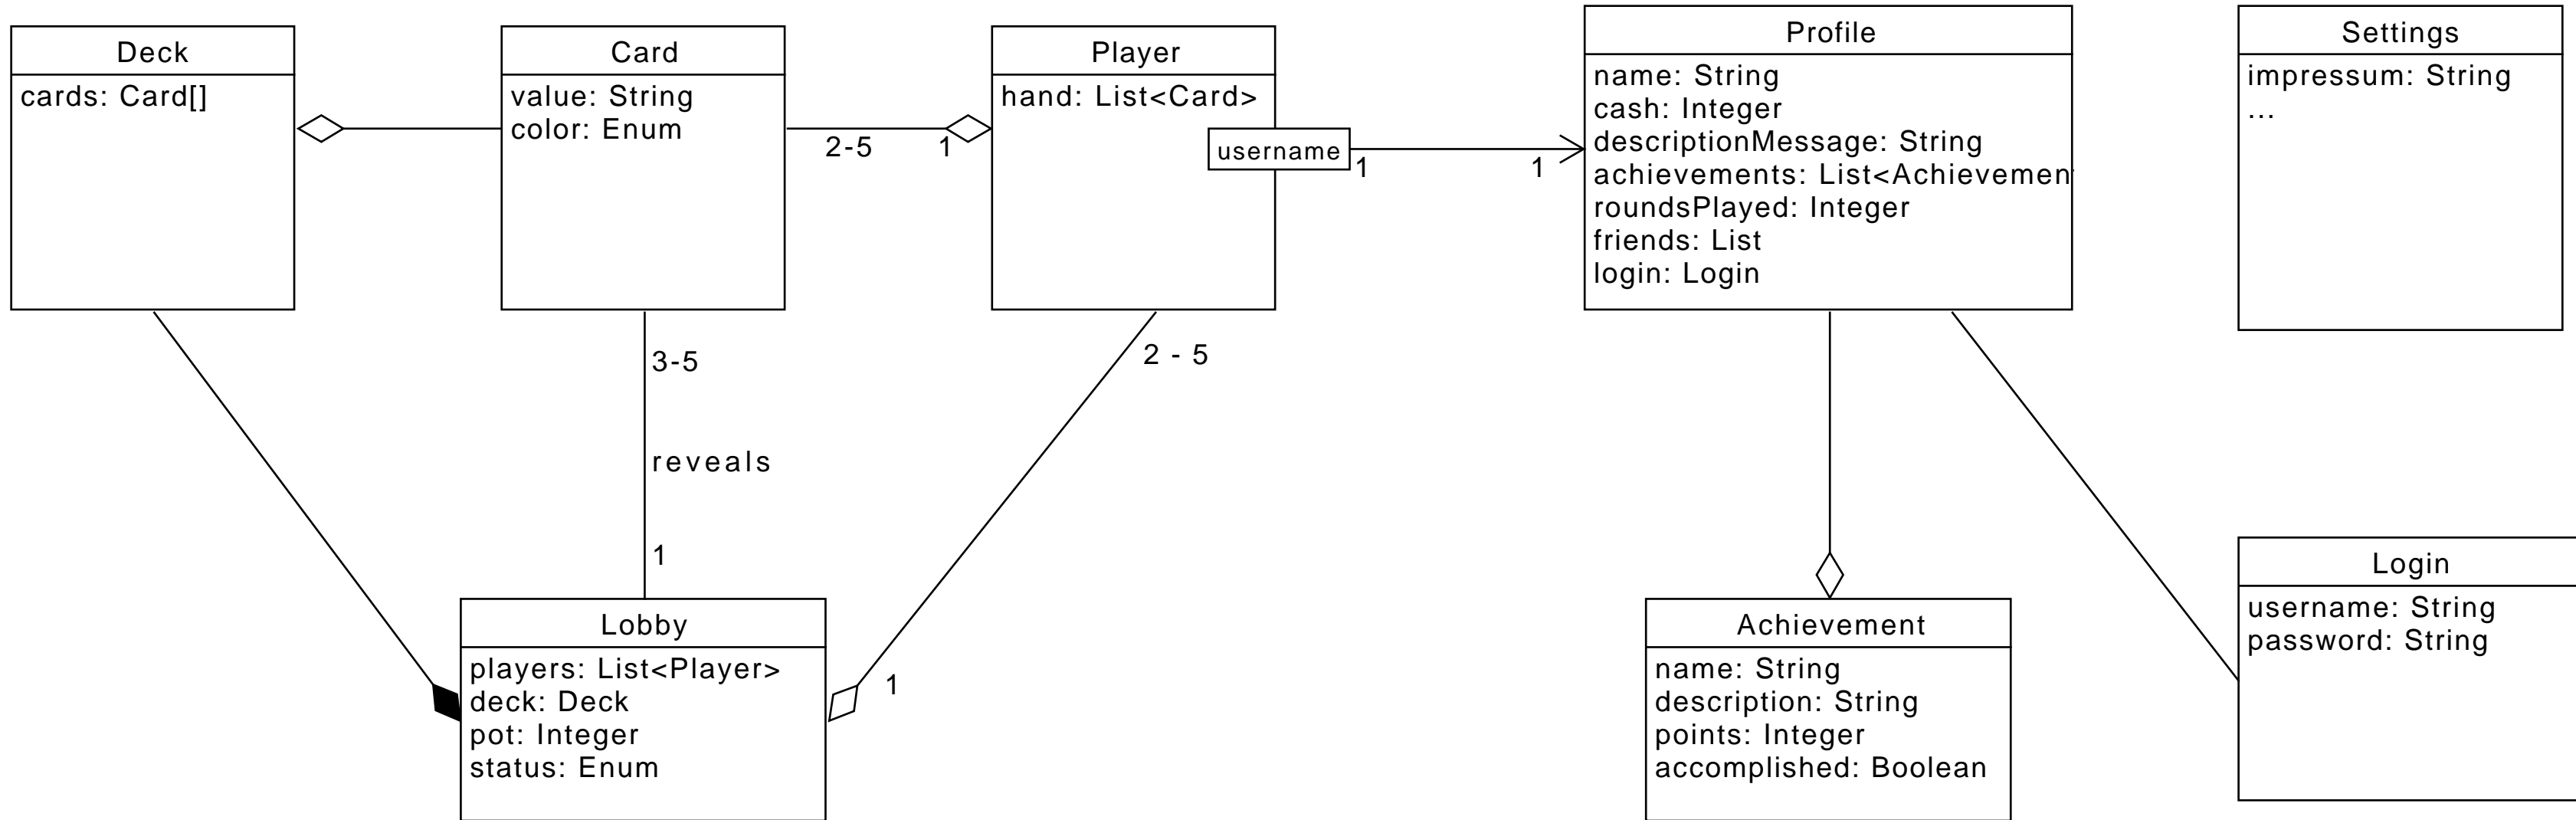 Deck
cards: Card[]
Card
value: String
color: Enum
2-5
1
Player
hand: List<Card>
username
1
1
Profile
name: String
cash: Integer
descriptionMessage: String
achievements: List<Achievemen
roundsPlayed: Integer
friends: List
login: Login
Settings
impressum: String
...
3-5
reveals
1
2 - 5
1
Lobby
players: List<Player>
deck: Deck
pot: Integer
status: Enum
Achievement
name: String
description: String
points: Integer
accomplished: Boolean
Login
username: String
password: String